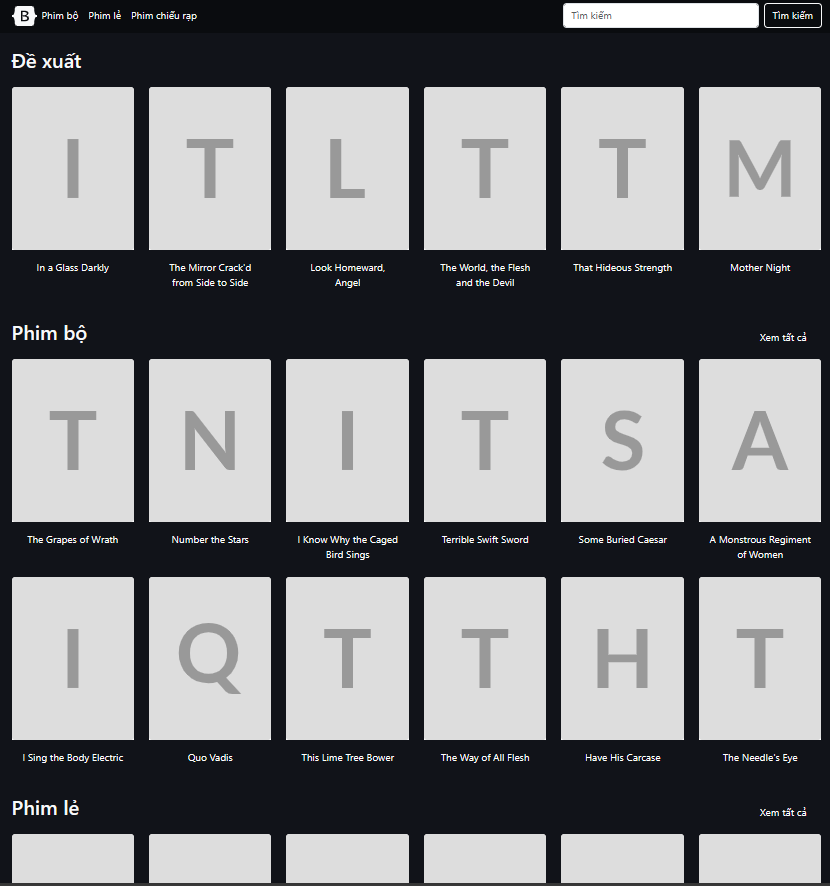 B Phim bộ Phim lẻ Phim chiếu rạp Tìm kiếm Tìm kiếm
Đề xuất
I T L T T M
In a Glass Darkly
The Mirror Crack'd
from Side to Side
Look Homeward,
Angel
The World, the Flesh
and the Devil
That Hideous Strength
Mother Night
Phim bộ
Xem tất cả
T N I T S A
The Grapes of Wrath
Number the Stars
I Know Why the Caged
Bird Sings
Terrible Swift Sword
Some Buried Caesar
A Monstrous Regiment
of Women
I Q T T H T
I Sing the Body Electric
Quo Vadis
This Lime Tree Bower
The Way of All Flesh
Have His Carcase
The Needle's Eye
Phim lẻ
Xem tất cả